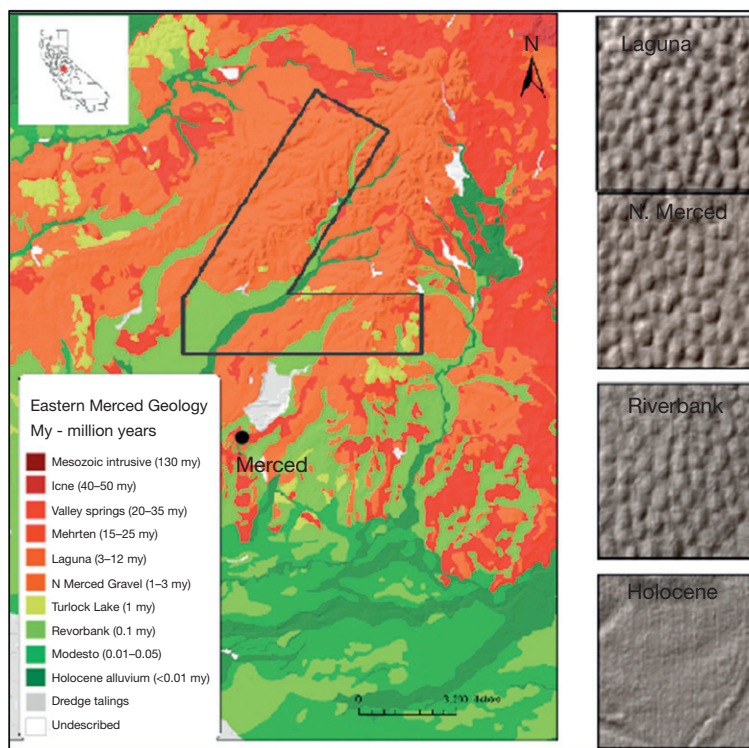 N
Eastern Merced Geology
My - million years
Mesozoic intrusive (130 my)
Icne (40–50 my)
Valley springs (20–35 my)
Mehrten (15–25 my)
Laguna (3–12 my)
N Merced Gravel (1–3 my)
Turlock Lake (1 my)
Revorbank (0.1 my)
Modesto (0.01–0.05)
Holocene alluvium (<0.01 my)
Dredge talings
Undescribed
Merced
0
Laguna
N. Merced
Riverbank
Holocene